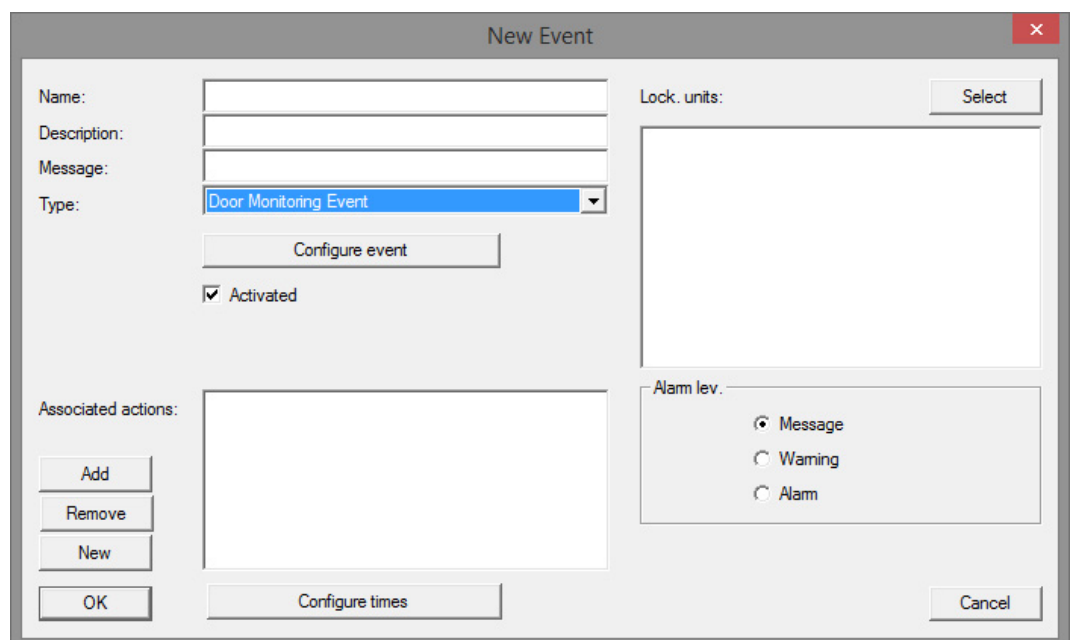 New Event
Name:
Description:
Message:
Type:
Door Monitoring Event
Configure event
Activated
Associated actions:
Add
Remove
New
OK
Configure times
Lock. units:
Select
Alarm lev.
Message
Warning
Alarm
Cancel